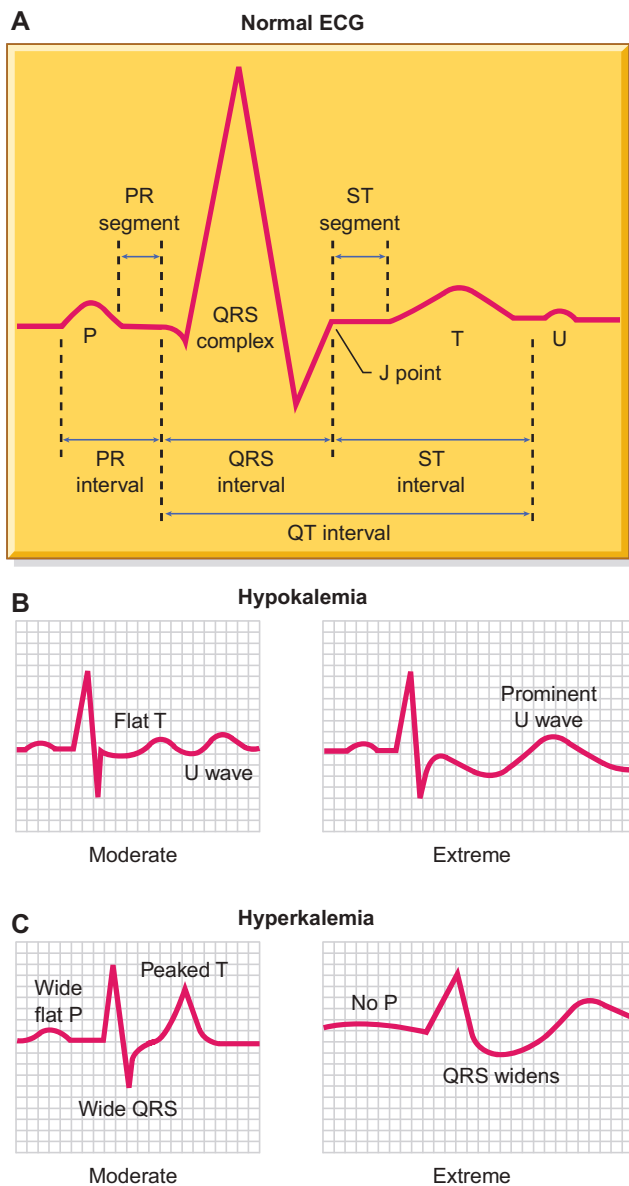 A
Normal ECG
PR
segment
ST
segment
P
QRS
complex
T
U
J point
PR
interval
QRS
interval
ST
interval
QT interval
B
Hypokalemia
Flat T
U wave
Moderate
Prominent
U wave
Extreme
C
Hyperkalemia
Wide
flat P
Peaked T
Wide QRS
Moderate
No P
QRS widens
Extreme